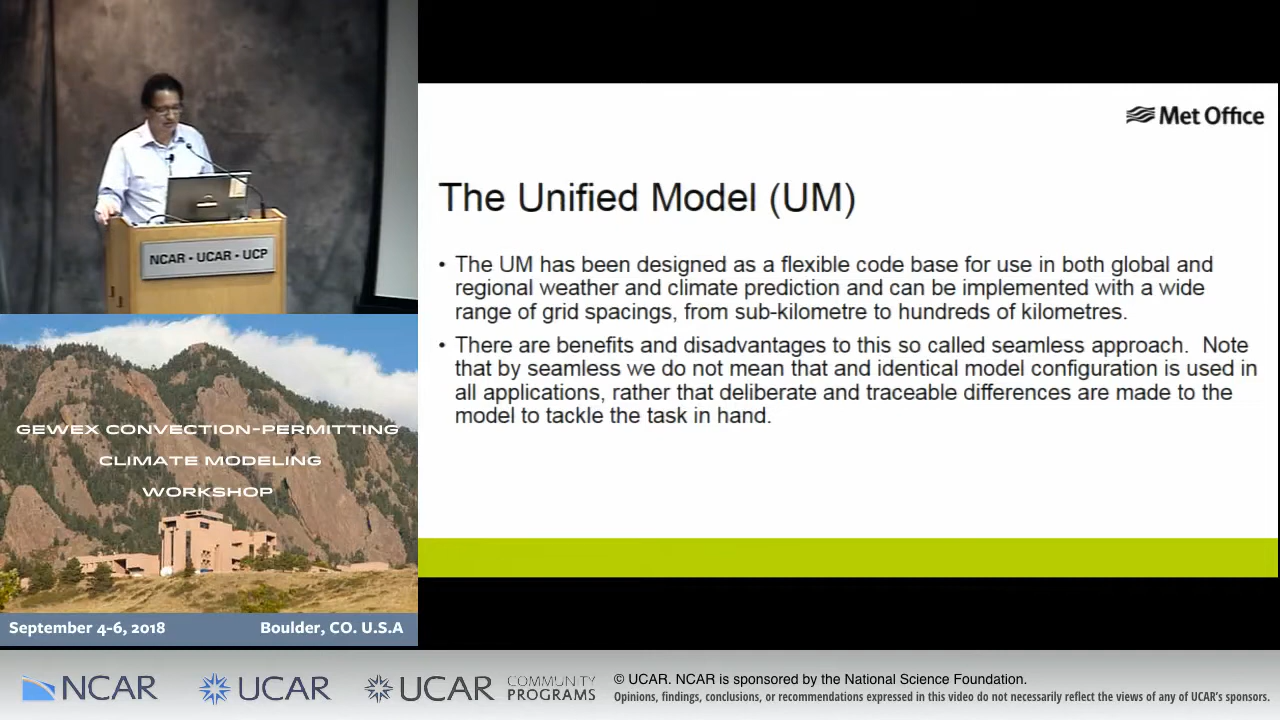 NCAR • UCAR • UCP
GEWEX CONVECTION-PERMITTING
CLIMATE MODELING
WORKSHOP
September 4-6, 2018
Boulder, CO. U.S.A
Met Office
The Unified Model (UM)
• The UM has been designed as a flexible code base for use in both global and
regional weather and climate prediction and can be implemented with a wide
range of grid spacings, from sub-kilometre to hundreds of kilometres.
• There are benefits and disadvantages to this so called seamless approach. Note
that by seamless we do not mean that and identical model configuration is used in
all applications, rather that deliberate and traceable differences are made to the
model to tackle the task in hand.
NCAR
UCAR
UCAR
COMMUNITY
PROGRAMS
© UCAR. NCAR is sponsored by the National Science Foundation.
Opinions, findings, conclusions, or recommendations expressed in this video do not necessarily reflect the views of any of UCAR's sponsors.